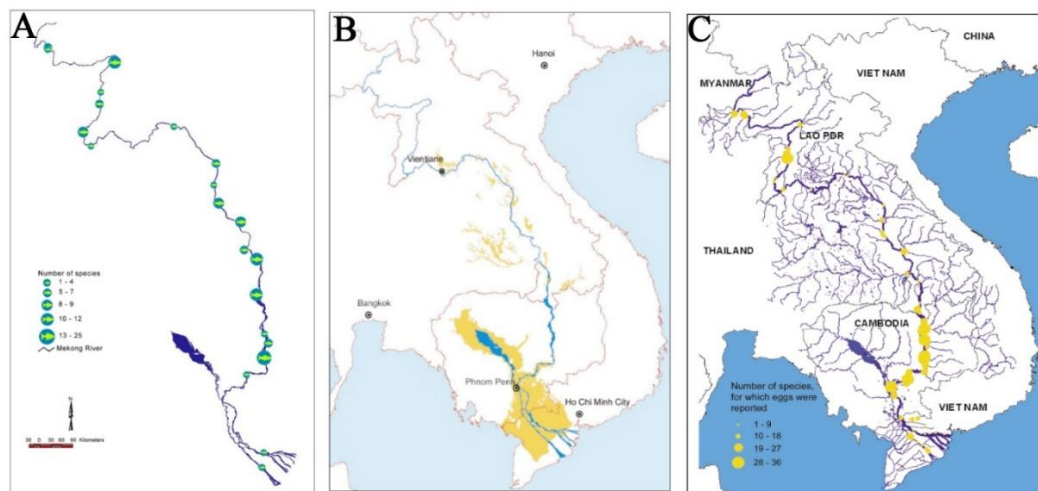 A
Number of species
1 - 4
5 - 7
8 - 9
10 - 12
13 - 25
Mekong River
N
Kilometers
B
Hanoi
Vientiane
Bangkok
Phnom Penh
Ho Chi Minh City
C
CHINA
MYANMAR
VIET NAM
LAO PDR
THAILAND
CAMBODIA
VIET NAM
Number of species,
for which eggs were
reported
1 - 9
10 - 18
19 - 27
28 - 36